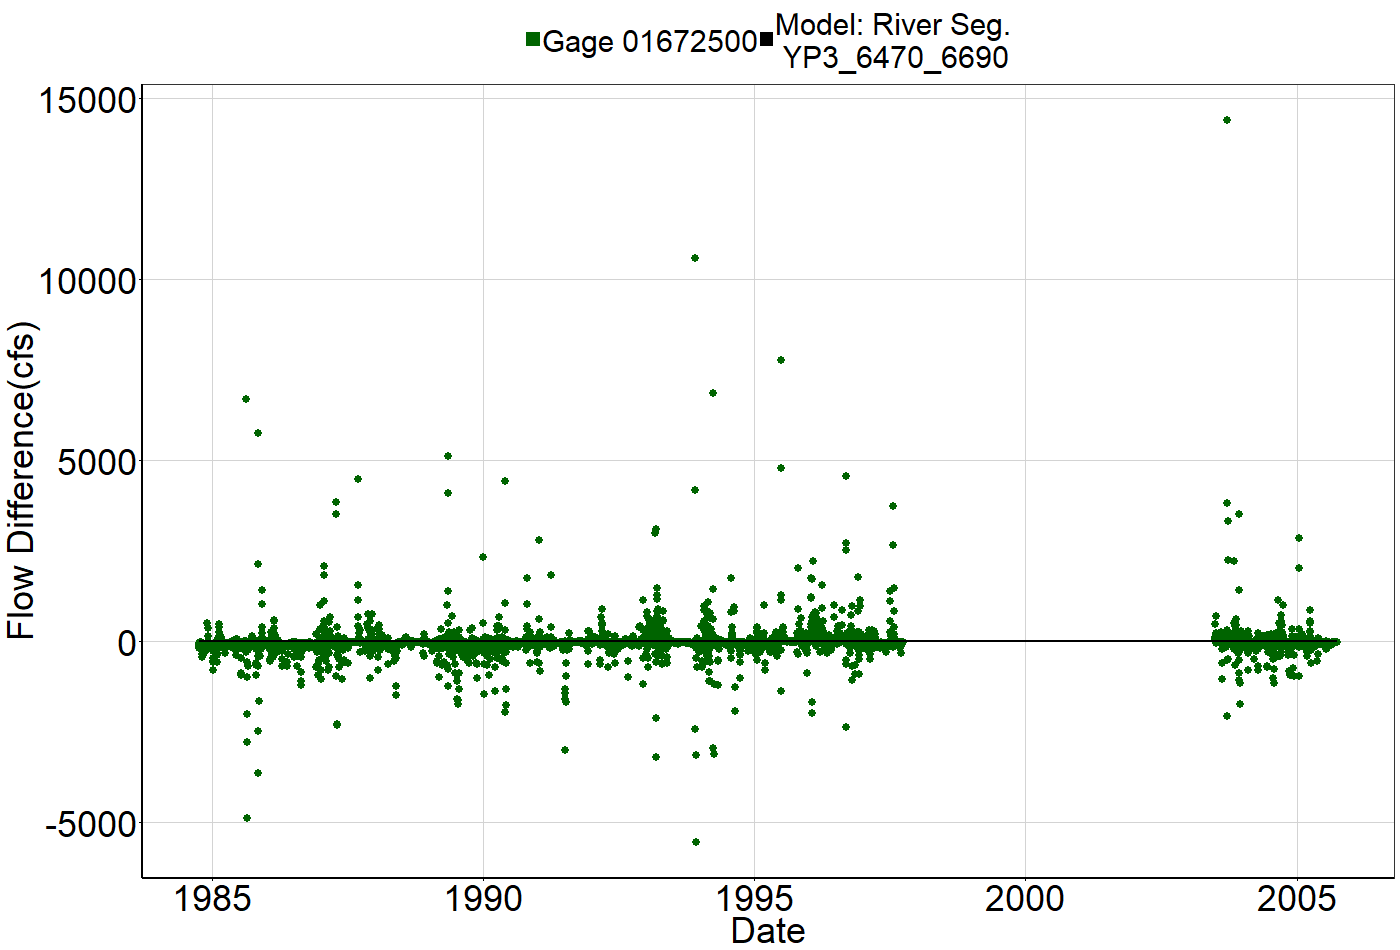 Gage 01672500
Model: River Seg.
YP3_6470_6690
15000
10000
5000
0
-5000
Flow Difference(cfs)
1985 1990 1995 2000 2005
Date